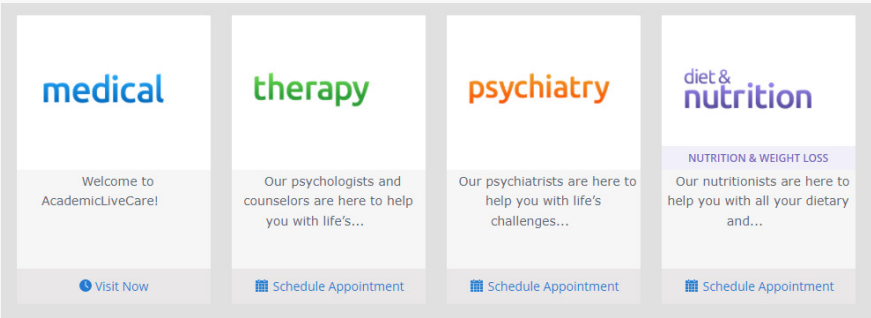 medical
Welcome to
AcademicLiveCare!
Visit Now
therapy
Our psychologists and
counselors are here to help
you with life’s...
Schedule Appointment
psychiatry
Our psychiatrists are here to
help you with life’s
challenges...
Schedule Appointment
diet &
nutrition
NUTRITION & WEIGHT LOSS
Our nutritionists are here to
help you with all your dietary
and...
Schedule Appointment